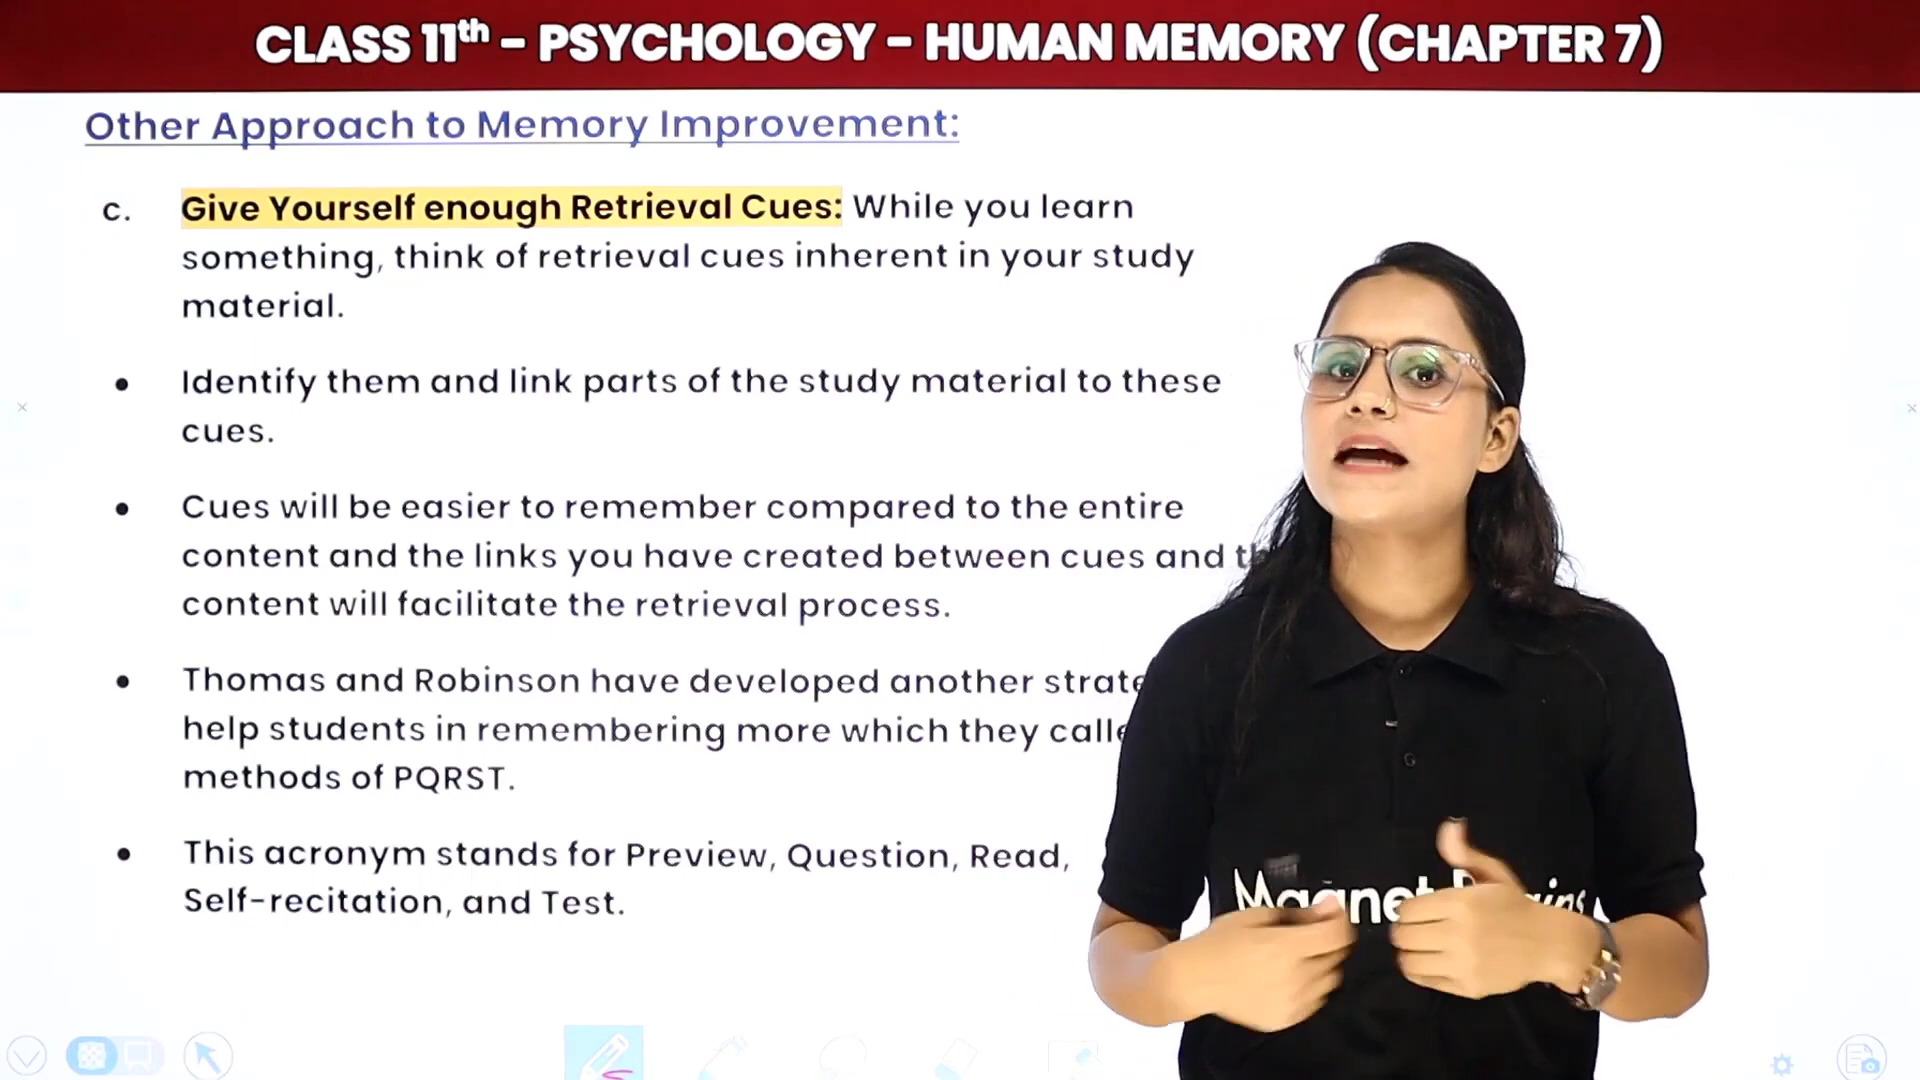 CLASS 11th - PSYCHOLOGY - HUMAN MEMORY (CHAPTER 7)
Other Approach to Memory Improvement:
c. Give Yourself enough Retrieval Cues: While you learn
something, think of retrieval cues inherent in your study
material.
• Identify them and link parts of the study material to these
cues.
• Cues will be easier to remember compared to the entire
content and the links you have created between cues and
content will facilitate the retrieval process.
• Thomas and Robinson have developed another
help students in remembering more which they
methods of PQRST.
• This acronym stands for Preview, Question, Read,
Self-recitation, and Test.